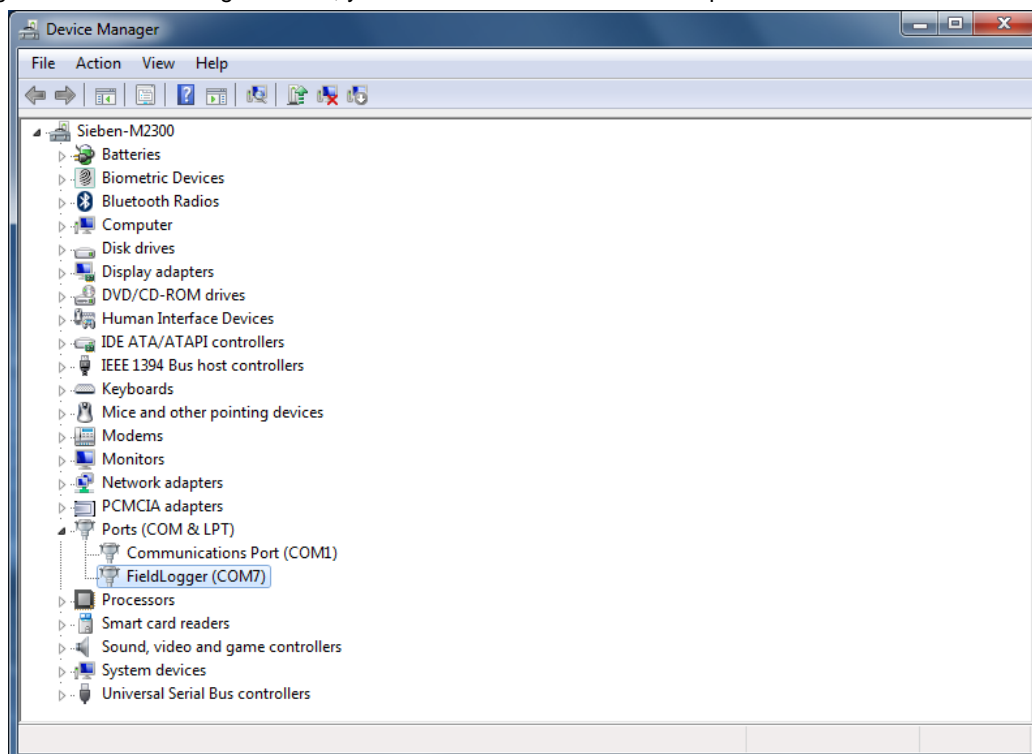 Device Manager
File Action View Help
Sieben-M2300
Batteries
Biometric Devices
Bluetooth Radios
Computer
Disk drives
Display adapters
DVD/CD-ROM drives
Human Interface Devices
IDE ATA/ATAPI controllers
IEEE 1394 Bus host controllers
Keyboards
Mice and other pointing devices
Modems
Monitors
Network adapters
PCMCIA adapters
Ports (COM & LPT)
Communications Port (COM1)
FieldLogger (COM7)
Processors
Smart card readers
Sound, video and game controllers
System devices
Universal Serial Bus controllers